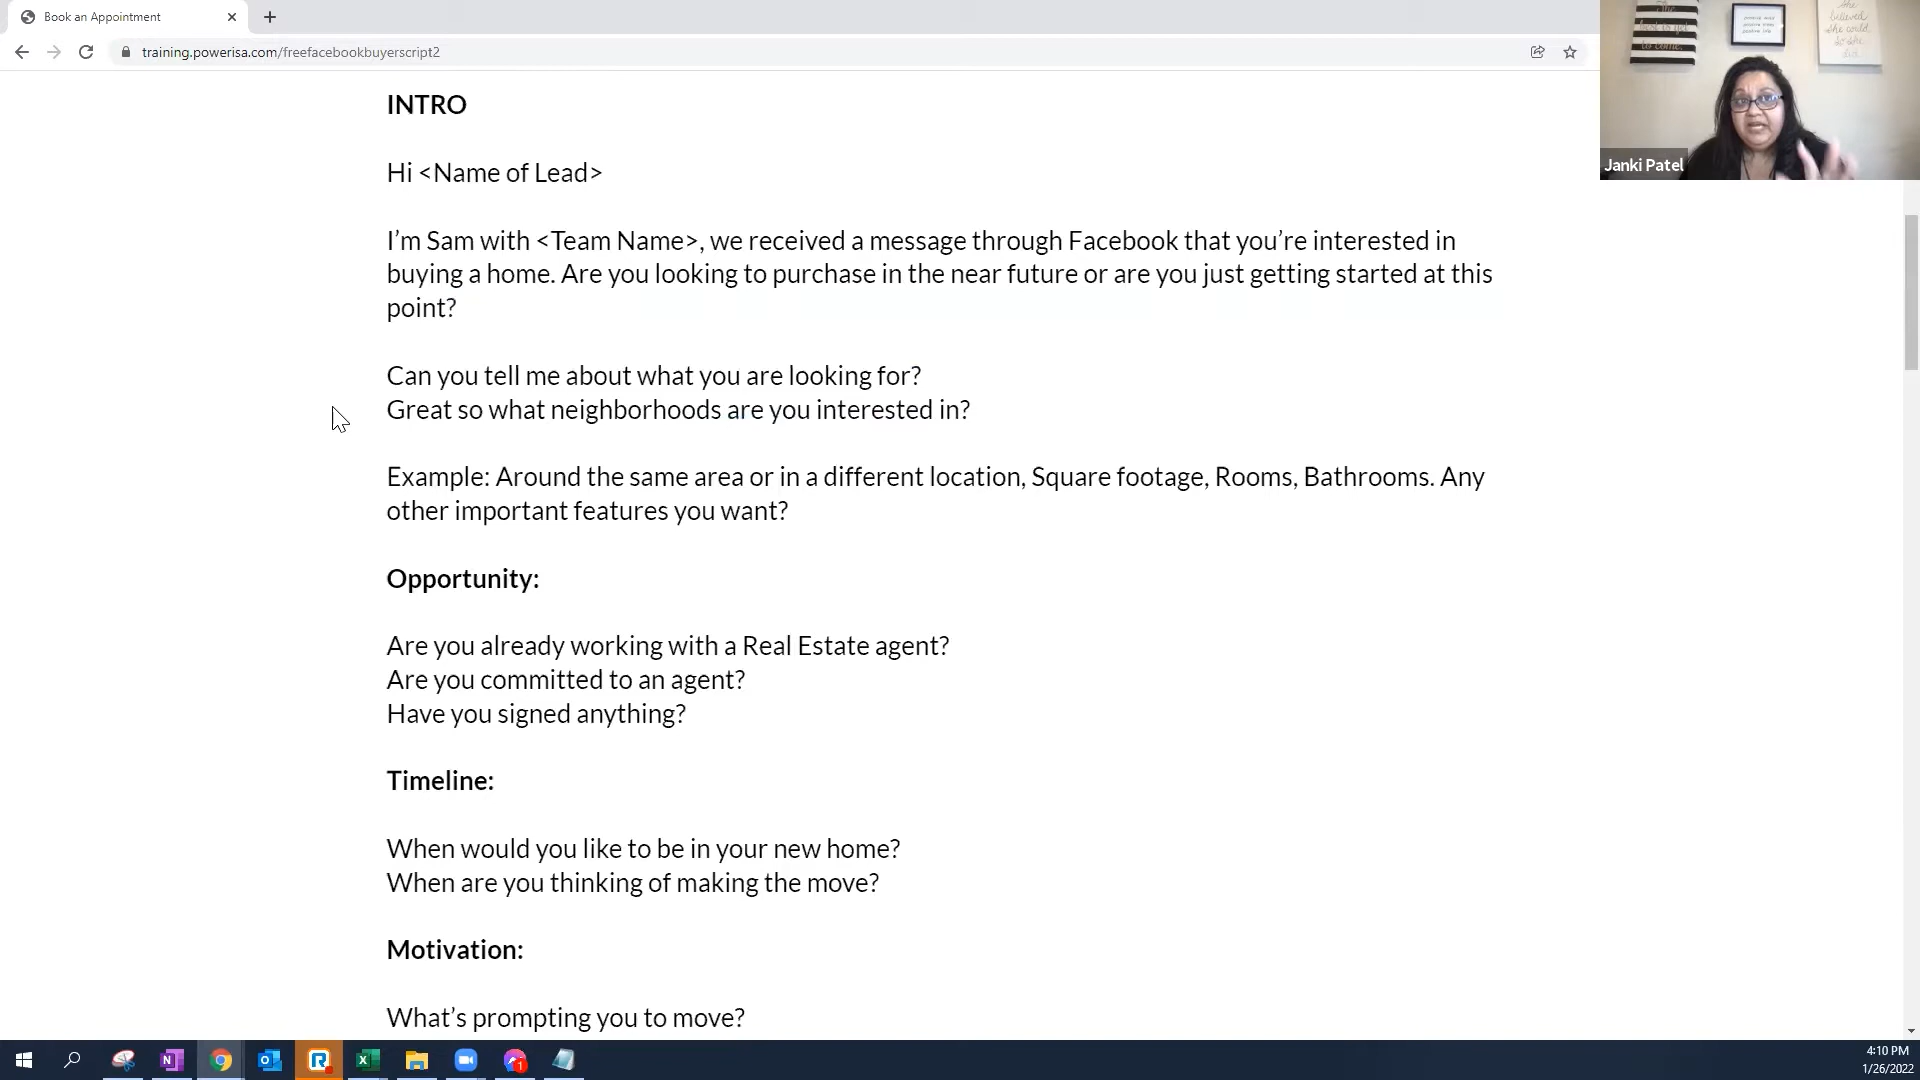 Book an Appointment
training.powerisa.com/freefacebookbuyerscript2
believed
she could
so she
did
Janki Patel
INTRO
Hi <Name of Lead>
I’m Sam with <Team Name>, we received a message through Facebook that you’re interested in
buying a home. Are you looking to purchase in the near future or are you just getting started at this
point?
Can you tell me about what you are looking for?
Great so what neighborhoods are you interested in?
Example: Around the same area or in a different location, Square footage, Rooms, Bathrooms. Any
other important features you want?
Opportunity:
Are you already working with a Real Estate agent?
Are you committed to an agent?
Have you signed anything?
Timeline:
When would you like to be in your new home?
When are you thinking of making the move?
Motivation:
What’s prompting you to move?
4:10 PM
1/26/2022